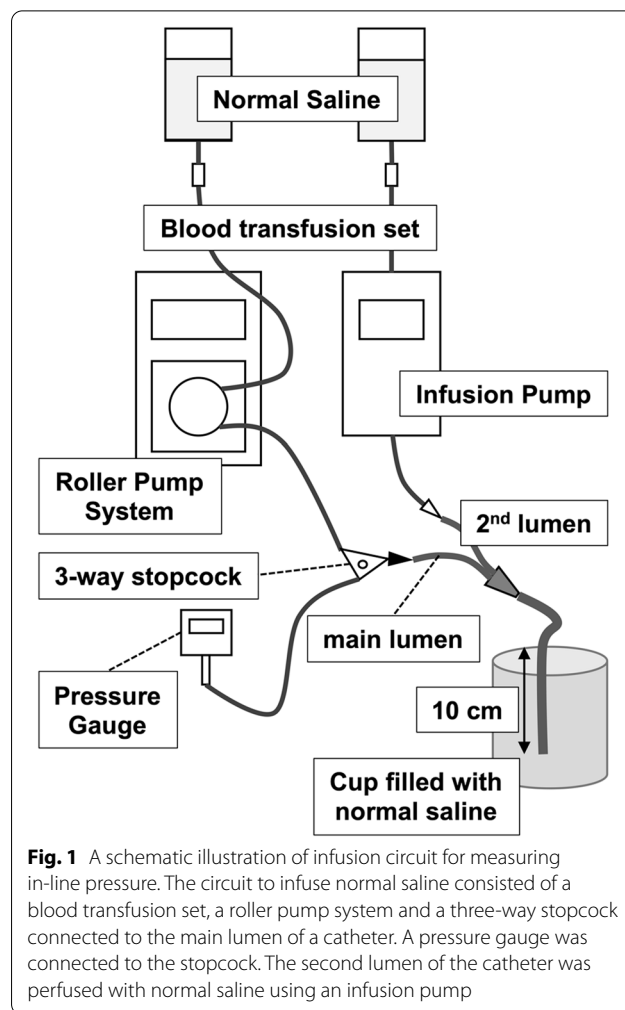 Normal Saline
Blood transfusion set
Infusion Pump
Roller Pump
System
2nd lumen
3-way stopcock
main lumen
Pressure
Gauge
10 cm
Cup filled with
normal saline
Fig. 1 A schematic illustration of infusion circuit for measuring
in-line pressure. The circuit to infuse normal saline consisted of a
blood transfusion set, a roller pump system and a three-way stopcock
connected to the main lumen of a catheter. A pressure gauge was
connected to the stopcock. The second lumen of the catheter was
perfused with normal saline using an infusion pump